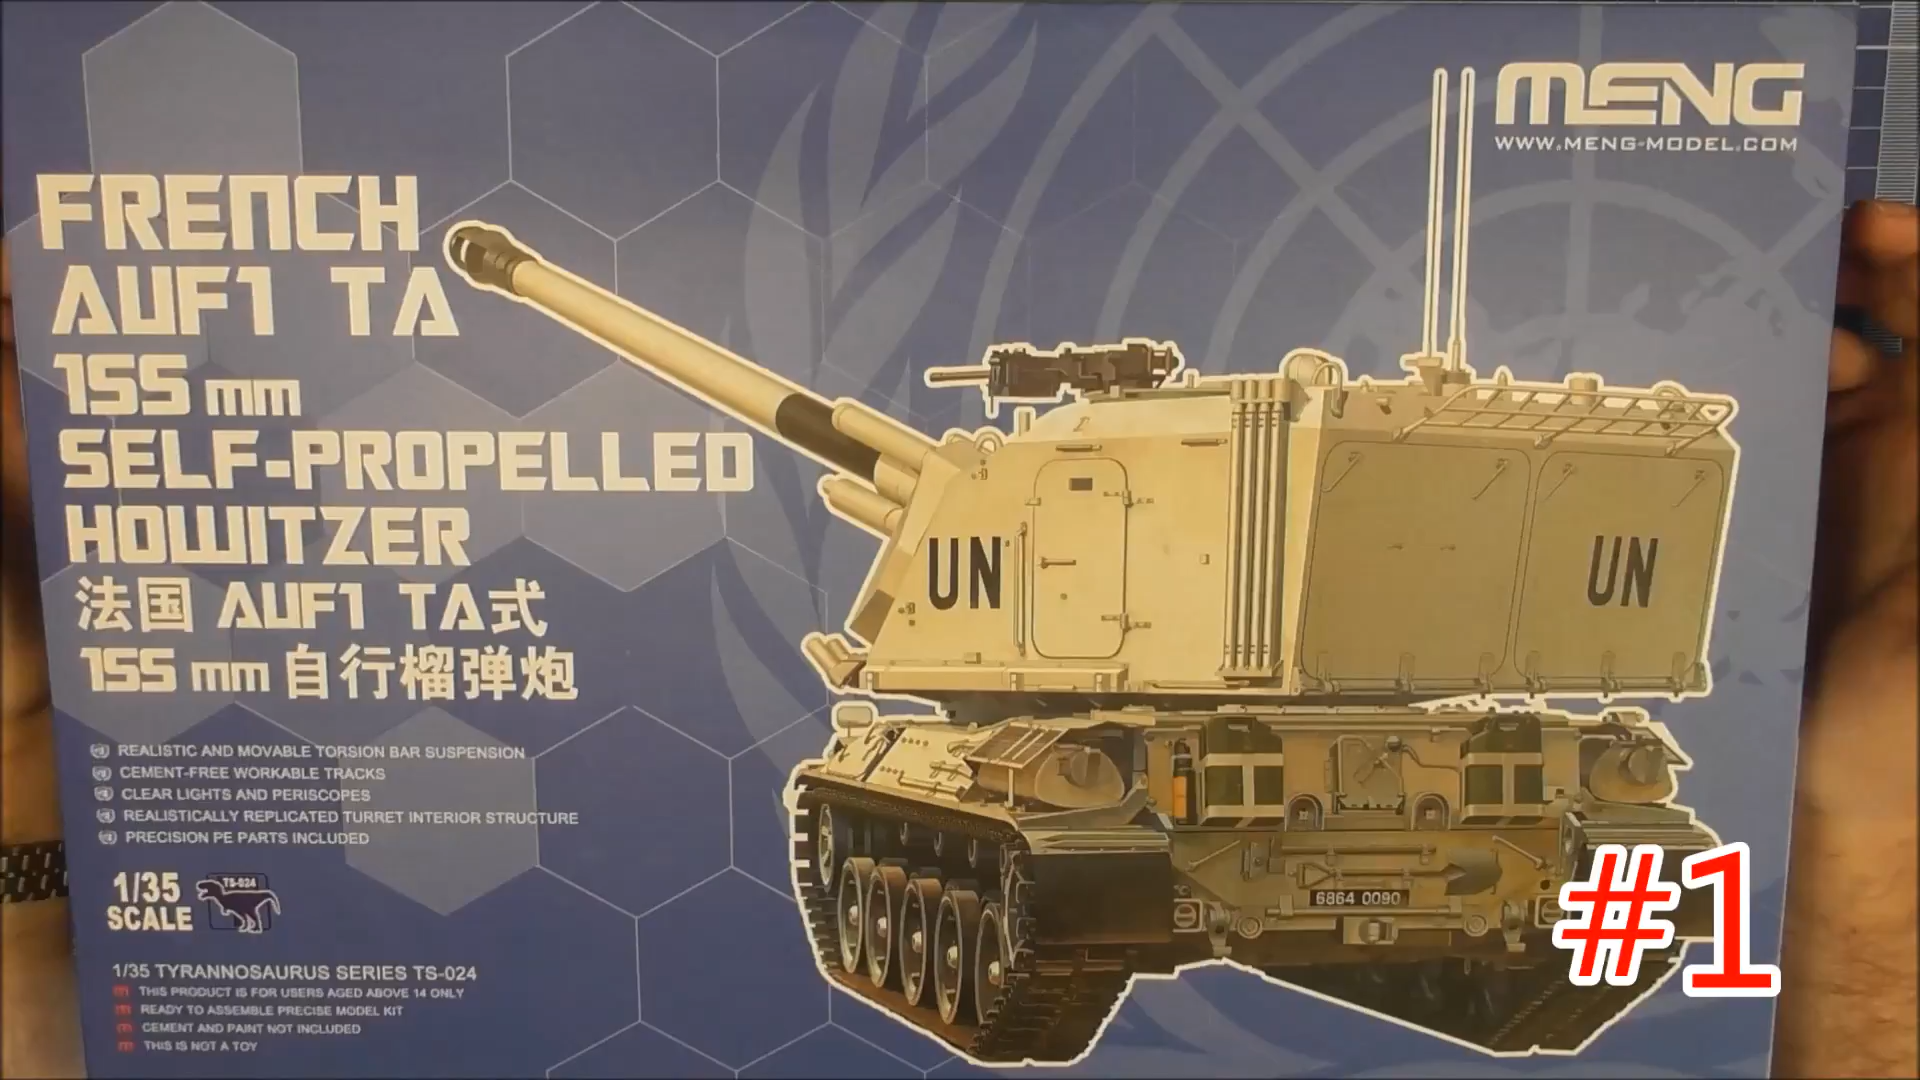 MENG
WWW.MENG-MODEL.COM
FRENCH
AUF1 TA
155 mm
SELF-PROPELLED
HOWITZER
法国 AUF1 TA式
155 mm 自行榴弹炮
REALISTIC AND MOVABLE TORSION BAR SUSPENSION
CEMENT-FREE WORKABLE TRACKS
CLEAR LIGHTS AND PERISCOPES
REALISTICALLY REPLICATED TURRET INTERIOR STRUCTURE
PRECISION PE PARTS INCLUDED
1/35
SCALE
TS-024
1/35 TYRANNOSAURUS SERIES TS-024
THIS PRODUCT IS FOR USERS AGED ABOVE 14 ONLY
READY TO ASSEMBLE PRECISE MODEL KIT
CEMENT AND PAINT NOT INCLUDED
THIS IS NOT A TOY
UN
UN
6864 0090
#1